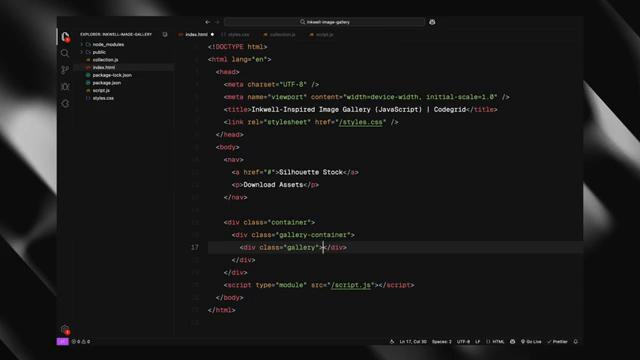 inkwell-image-gallery
EXPLORER: INKWELL-IMAGE-GALLERY
node_modules
public
collection.js
index.html
package-lock.json
package.json
script.js
styles.css
index.html
styles.css
collection.js
script.js
<!DOCTYPE html>
<html lang="en">
<head>
<meta charset="UTF-8" />
<meta name="viewport" content="width=device-width, initial-scale=1.0" />
<title>Inkwell-Inspired Image Gallery (JavaScript) | Codegrid</title>
<link rel="stylesheet" href="/styles.css" />
</head>
<body>
<nav>
<a href="#">Silhouette Stock</a>
<p>Download Assets</p>
</nav>
<div class="container">
<div class="gallery-container">
17 <div class="gallery"></div>
</div>
</div>
<script type="module" src="/script.js"></script>
</body>
</html>
0 0 Ln 17, Col 30 Spaces: 2 UTF-8 LF {} HTML Go Live Prettier